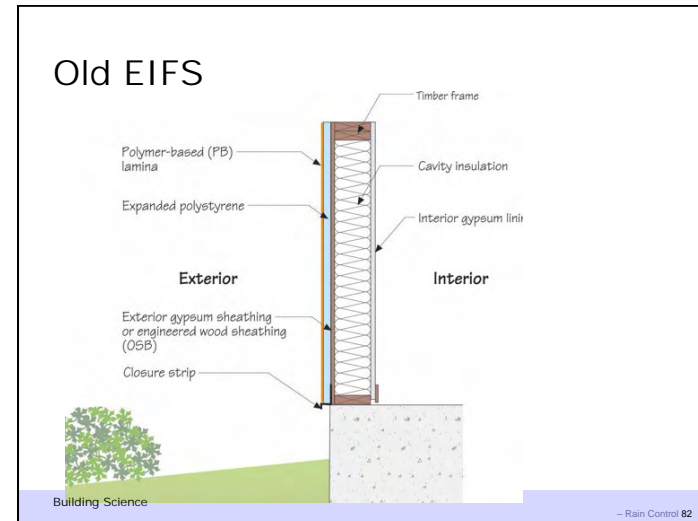 Old EIFS
Timber frame
Polymer-based (PB)
lamina
Cavity insulation
Expanded polystyrene
Interior gypsum
Exterior
Interior
Exterior gypsum sheathing
or engineered wood sheathing
(OSB)
Closure strip
Building Science
– Rain Control 82